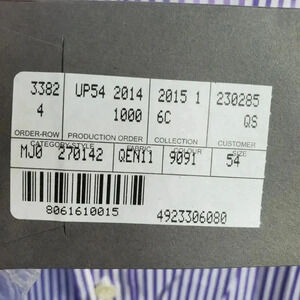 3382 UP54 2014 2015 1 230285
4 1000 6C QS
ORDER-ROW PRODUCTION ORDER COLLECTION CUSTOMER
CATEGORY STYLE FABRIC COLOUR SIZE
MJ0 270142 QEN11 9091 54
8061610015 4923306080